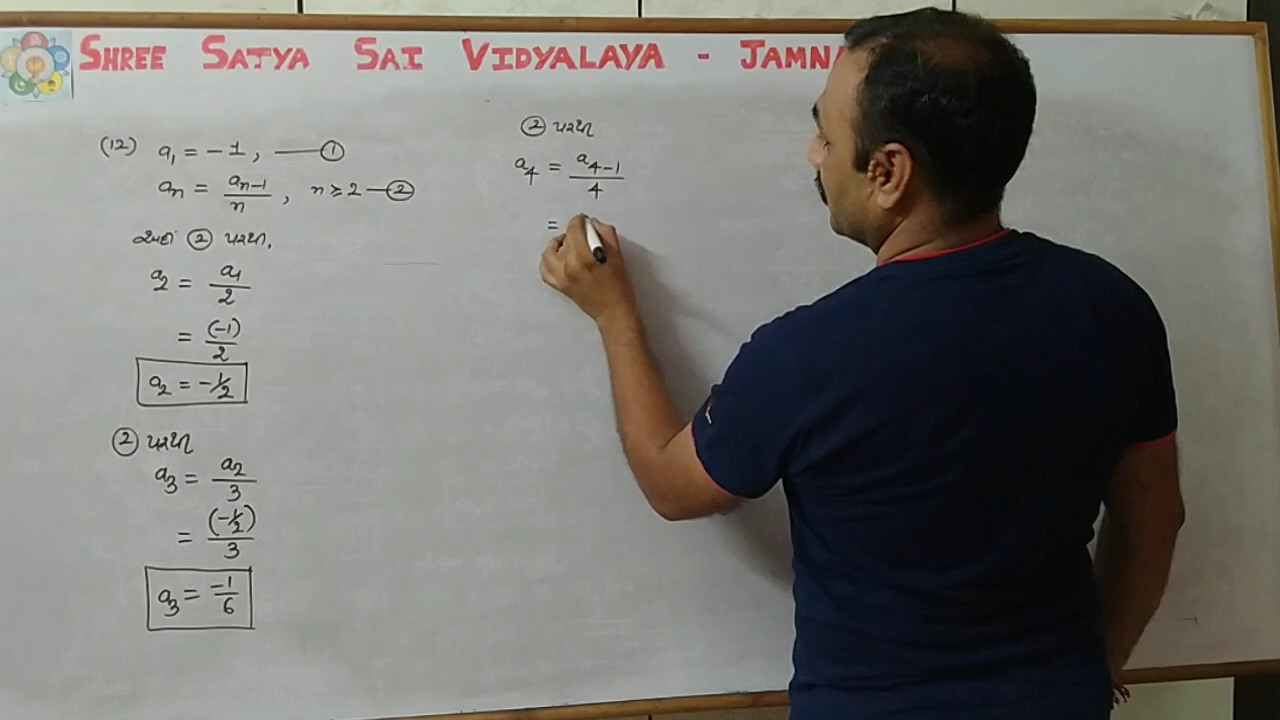 SHREE SATYA SAI VIDYALAYA - JAMNA
(12) a₁ = -1, —①
aₙ = aₙ₋₁/n, n ≥ 2 —②
અહીં ② પરથી,
a₂ = a₁/2
= (-1)/2
a₂ = -1/2
② પરથી
a₃ = a₂/3
= (-1/2)/3
a₃ = -1/6
② પરથી
a₄ = a₄₋₁/4
=